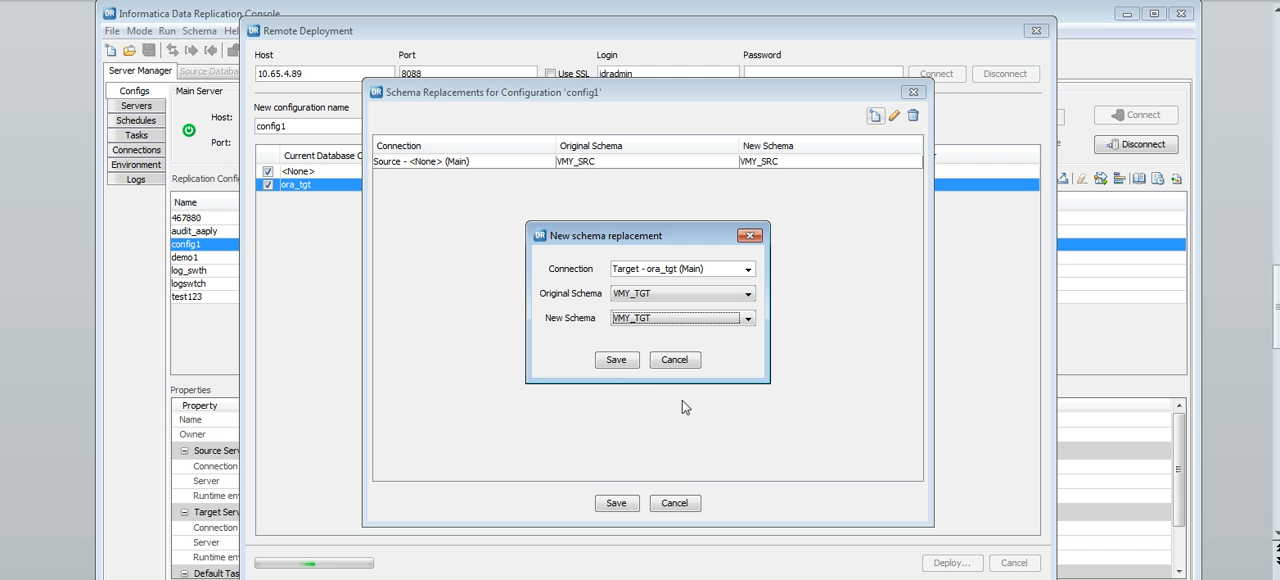 Informatica Data Replication Console
File Mode Run Schema Hel
Server Manager Source Databa
Configs
Servers
Schedules
Tasks
Connections
Environment
Logs
Main Server
Host:
Port:
Connect
Disconnect
Replication Config
Name
467880
audit_aaply
config1
demo1
log_swth
logswtch
test123
Properties
Property
Name
Owner
Source Serv
Connection
Server
Runtime env
Target Serv
Connection
Server
Runtime env
Default Tas
Remote Deployment
Host Port Login Password
10.65.4.89 8088 Use SSL idradmin Connect Disconnect
New configuration name
config1
Current Database C
<None>
ora_tgt
Deploy... Cancel
Schema Replacements for Configuration 'config1'
Connection Original Schema New Schema
Source - <None> (Main) VMY_SRC VMY_SRC
Save Cancel
New schema replacement
Connection Target - ora_tgt (Main)
Original Schema VMY_TGT
New Schema VMY_TGT
Save Cancel